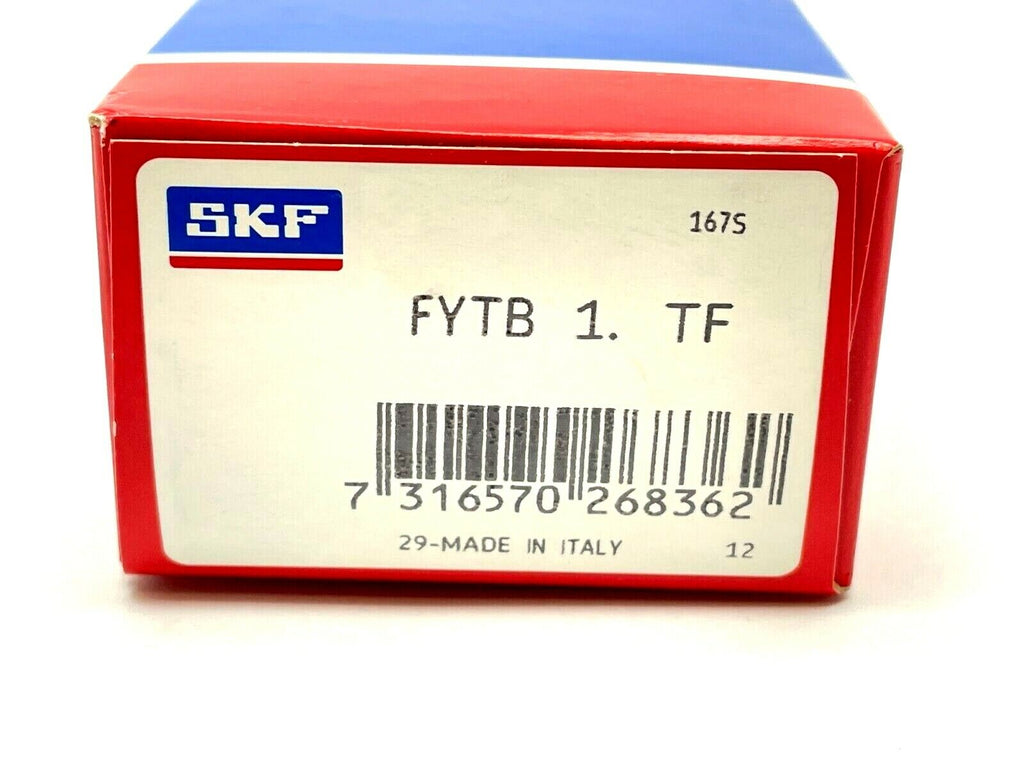 SKF
167S
FYTB 1. TF
7 316570 268362
29-MADE IN ITALY 12